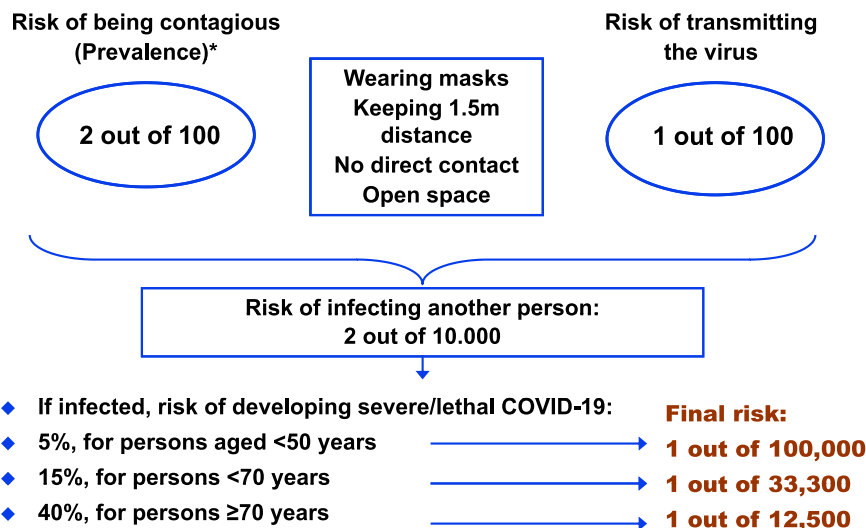 Risk of being contagious
(Prevalence)*
2 out of 100
Wearing masks
Keeping 1.5m
distance
No direct contact
Open space
Risk of transmitting
the virus
1 out of 100
Risk of infecting another person:
2 out of 10.000
If infected, risk of developing severe/lethal COVID-19:
Final risk:
5%, for persons aged <50 years
1 out of 100,000
15%, for persons <70 years
1 out of 33,300
40%, for persons ≥70 years
1 out of 12,500